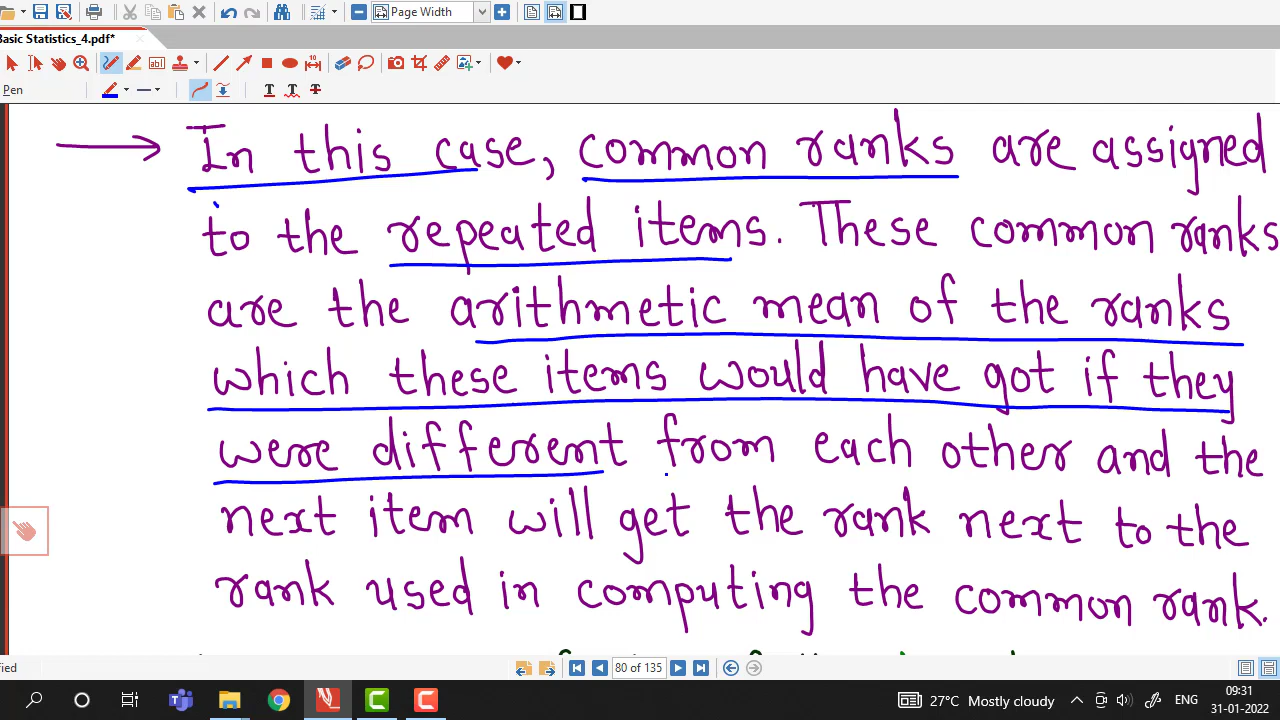 Page Width
Basic Statistics_4.pdf*
Pen
In this case, common ranks are assigned
to the repeated items. These common ranks
are the arithmetic mean of the ranks
which these items would have got if they
were different from each other and the
next item will get the rank next to the
rank used in computing the common rank.
fied
80 of 135
27°C Mostly cloudy
ENG
09:31
31-01-2022